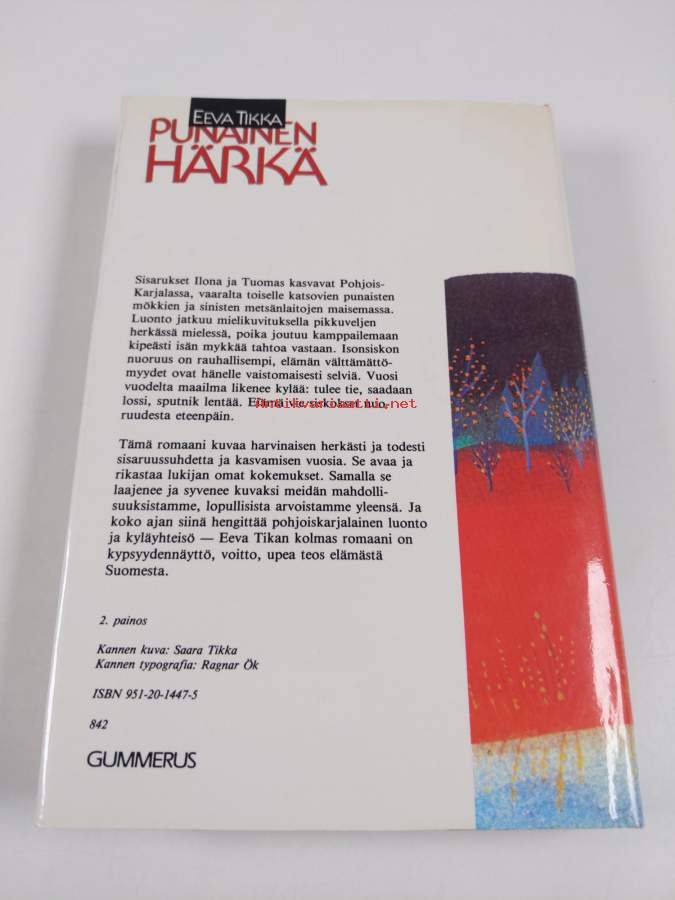 EEVA TIKKA
PUNAINEN
HÄRKÄ
Sisarukset Ilona ja Tuomas kasvavat Pohjois-
Karjalassa, vaaralta toiselle katsovien punaisten
mökkien ja sinisten metsänlaitojen maisemassa.
Luonto jatkuu mielikuvituksella pikkuveljen
herkässä mielessä, poika joutuu kamppailemaan
kipeästi isän mykkää tahtoa vastaan. Isonsiskon
nuoruus on rauhallisempi, elämän välttämättö-
myydet ovat hänelle vaistomaisesti selviä. Vuosi
vuodelta maailma likenee kylää: tulee tie, saadaan
lossi, sputnik lentää. Elämä vie sisarukset nuo-
Antikvariaatti.net
ruudesta eteenpäin.
Tämä romaani kuvaa harvinaisen herkästi ja todesti
sisaruussuhdetta ja kasvamisen vuosia. Se avaa ja
rikastaa lukijan omat kokemukset. Samalla se
laajenee ja syvenee kuvaksi meidän mahdolli-
suuksistamme, lopullisista arvoistamme yleensä. Ja
koko ajan siinä hengittää pohjoiskarjalainen luonto
ja kyläyhteisö — Eeva Tikan kolmas romaani on
kypsyydennäyttö, voitto, upea teos elämästä
Suomesta.
2. painos
Kannen kuva: Saara Tikka
Kannen typografia: Ragnar Ök
ISBN 951-20-1447-5
842
GUMMERUS